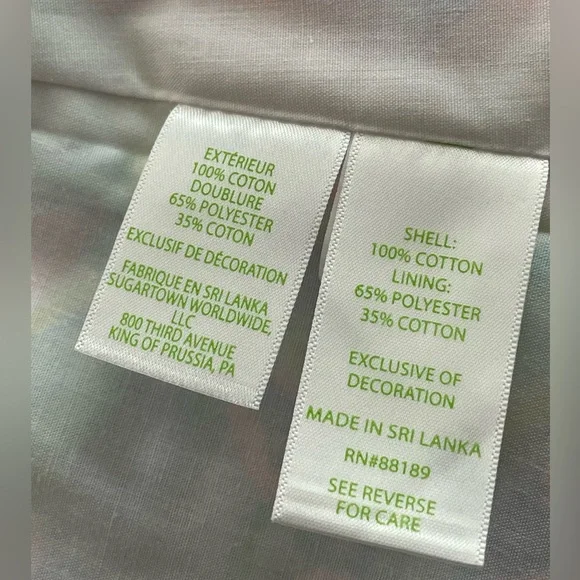 EXTÉRIEUR
100% COTON
DOUBLURE
65% POLYESTER
35% COTON
EXCLUSIF DE DÉCORATION
FABRIQUE EN SRI LANKA
SUGARTOWN WORLDWIDE,
LLC
800 THIRD AVENUE
KING OF PRUSSIA, PA
SHELL:
100% COTTON
LINING:
65% POLYESTER
35% COTTON
EXCLUSIVE OF
DECORATION
MADE IN SRI LANKA
RN#88189
SEE REVERSE
FOR CARE